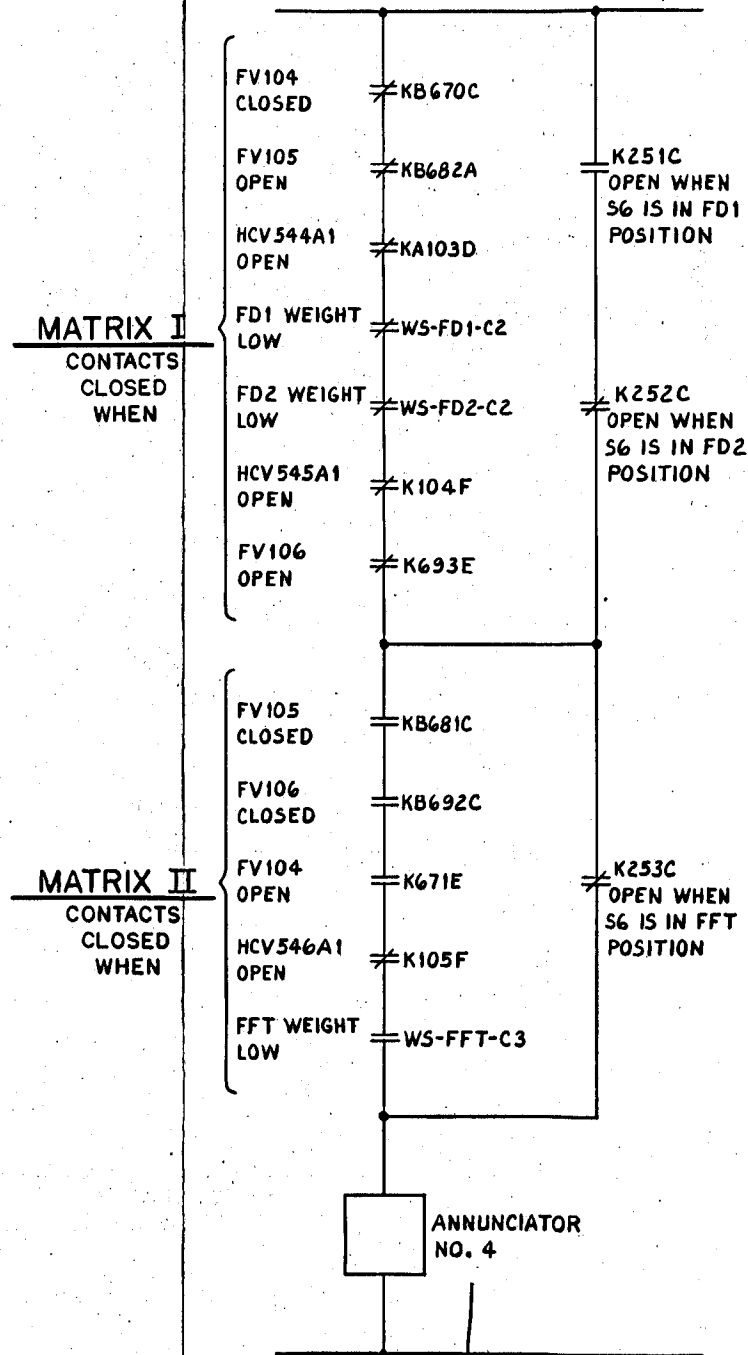 FV104
CLOSED
KB670C
FV105
OPEN
KB682A
K251C
OPEN WHEN
S6 IS IN FD1
POSITION
HCV544A1
OPEN
KA103D
MATRIX I
CONTACTS
CLOSED
WHEN
FD1 WEIGHT
LOW
WS-FD1-C2
FD2 WEIGHT
LOW
WS-FD2-C2
K252C
OPEN WHEN
S6 IS IN FD2
POSITION
HCV545A1
OPEN
K104F
FV106
OPEN
K693E
FV105
CLOSED
KB681C
FV106
CLOSED
KB692C
MATRIX II
CONTACTS
CLOSED
WHEN
FV104
OPEN
K671E
K253C
OPEN WHEN
S6 IS IN FFT
POSITION
HCV546A1
OPEN
K105F
FFT WEIGHT
LOW
WS-FFT-C3
ANNUNCIATOR
NO. 4